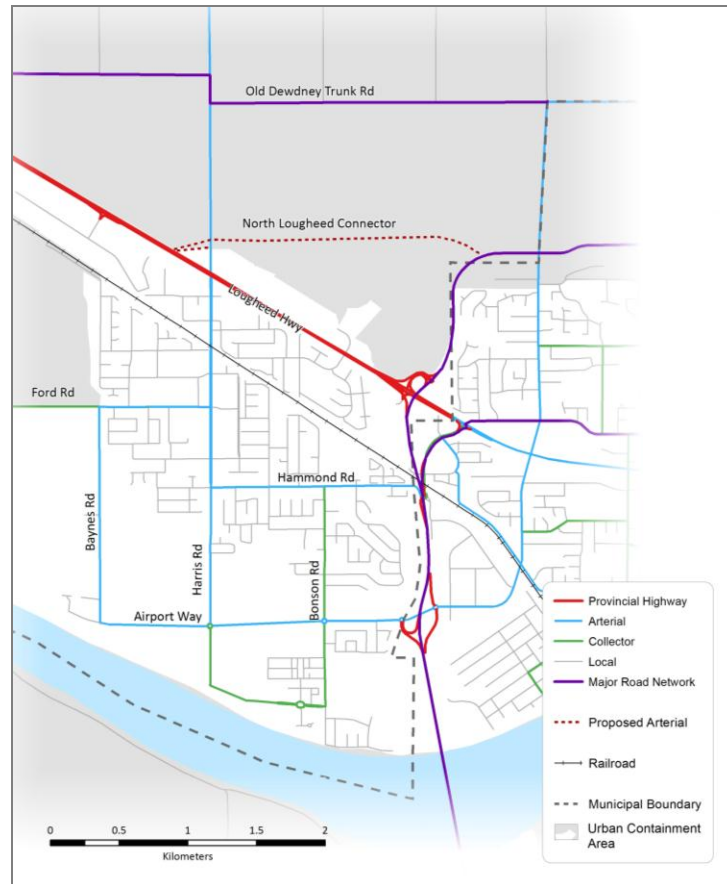 Old Dewdney Trunk Rd
North Lougheed Connector
Lougheed Hwy
Ford Rd
Hammond Rd
Baynes Rd
Harris Rd
Bonson Rd
Airport Way
Provincial Highway
Arterial
Collector
Local
Major Road Network
Proposed Arterial
Railroad
Municipal Boundary
Urban Containment
Area
0 0.5 1 1.5 2
Kilometers